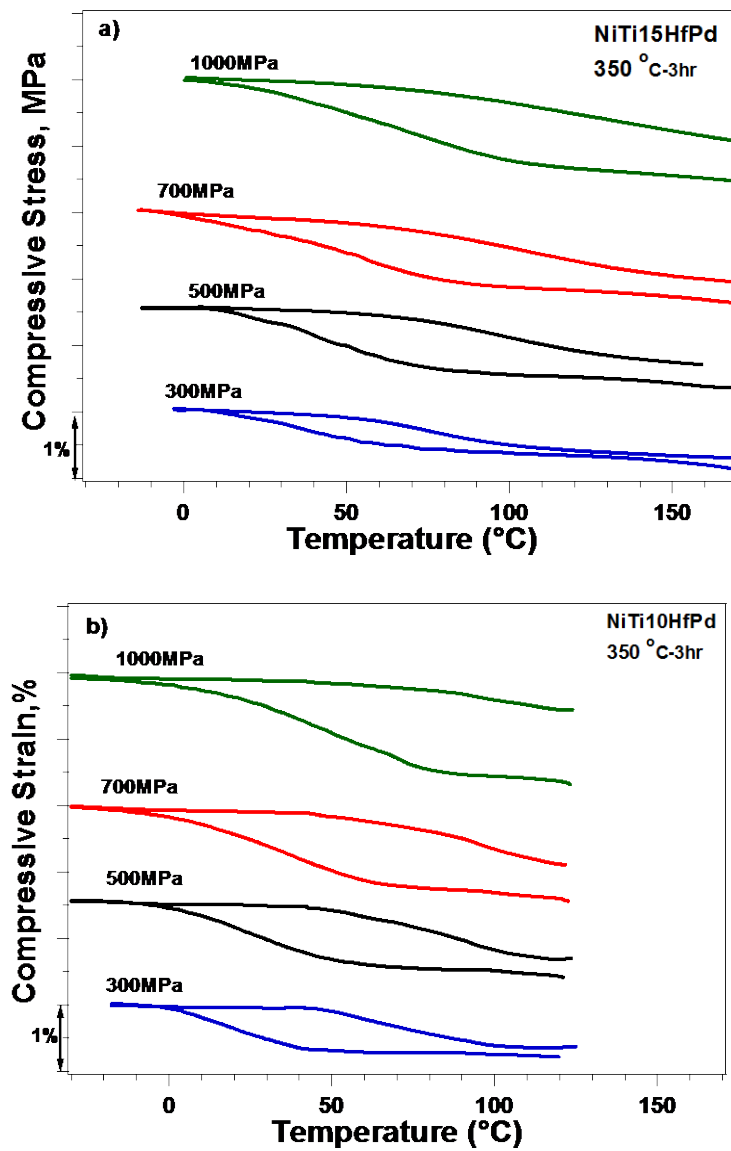 a)
NiTi15HfPd
350 °C-3hr
1000MPa
700MPa
500MPa
300MPa
1%
Compressive Stress, MPa
0 50 100 150
Temperature (°C)
b)
NiTi10HfPd
350 °C-3hr
1000MPa
700MPa
500MPa
300MPa
1%
Compressive Strain,%
0 50 100 150
Temperature (°C)